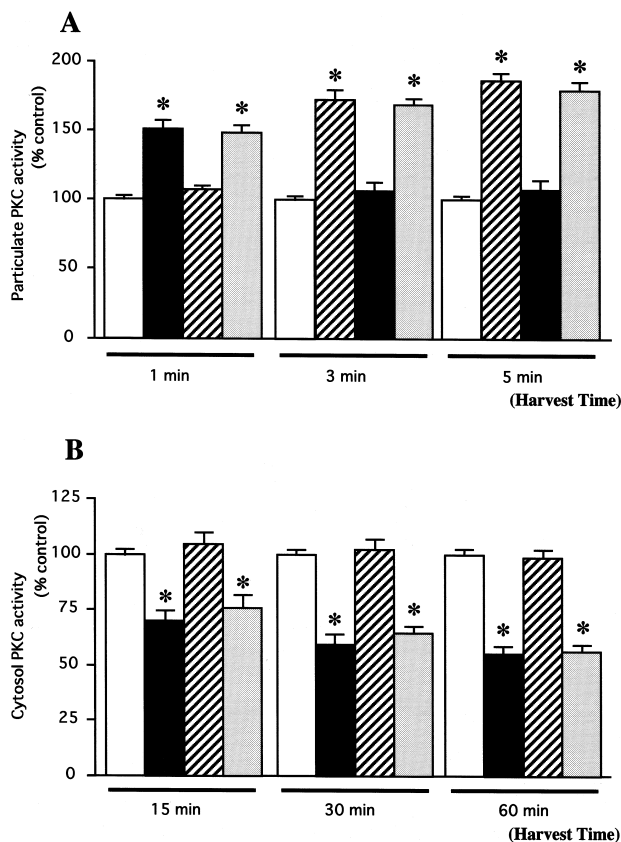 A
Particulate PKC activity
(% control)
200
150
100
50
0
*
*
*
*
*
*
1 min
3 min
5 min
(Harvest Time)
B
Cytosol PKC activity
(% control)
125
100
75
50
25
0
*
*
*
*
*
*
15 min
30 min
60 min
(Harvest Time)